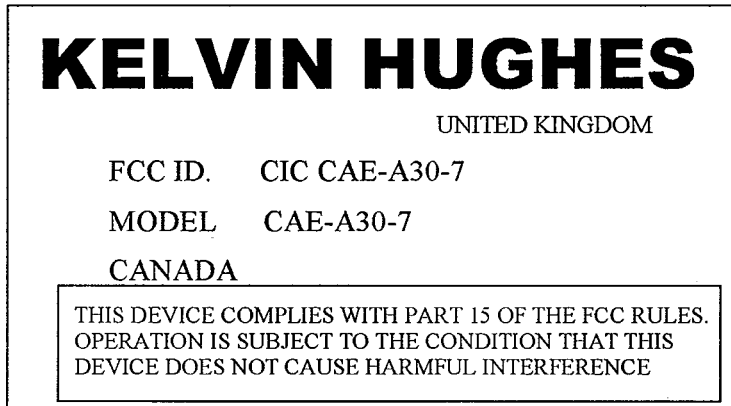 KELVIN HUGHES
UNITED KINGDOM
FCC ID. CIC CAE-A30-7
MODEL CAE-A30-7
CANADA
THIS DEVICE COMPLIES WITH PART 15 OF THE FCC RULES.
OPERATION IS SUBJECT TO THE CONDITION THAT THIS
DEVICE DOES NOT CAUSE HARMFUL INTERFERENCE